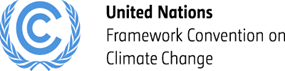 United Nations
Framework Convention on
Climate Change